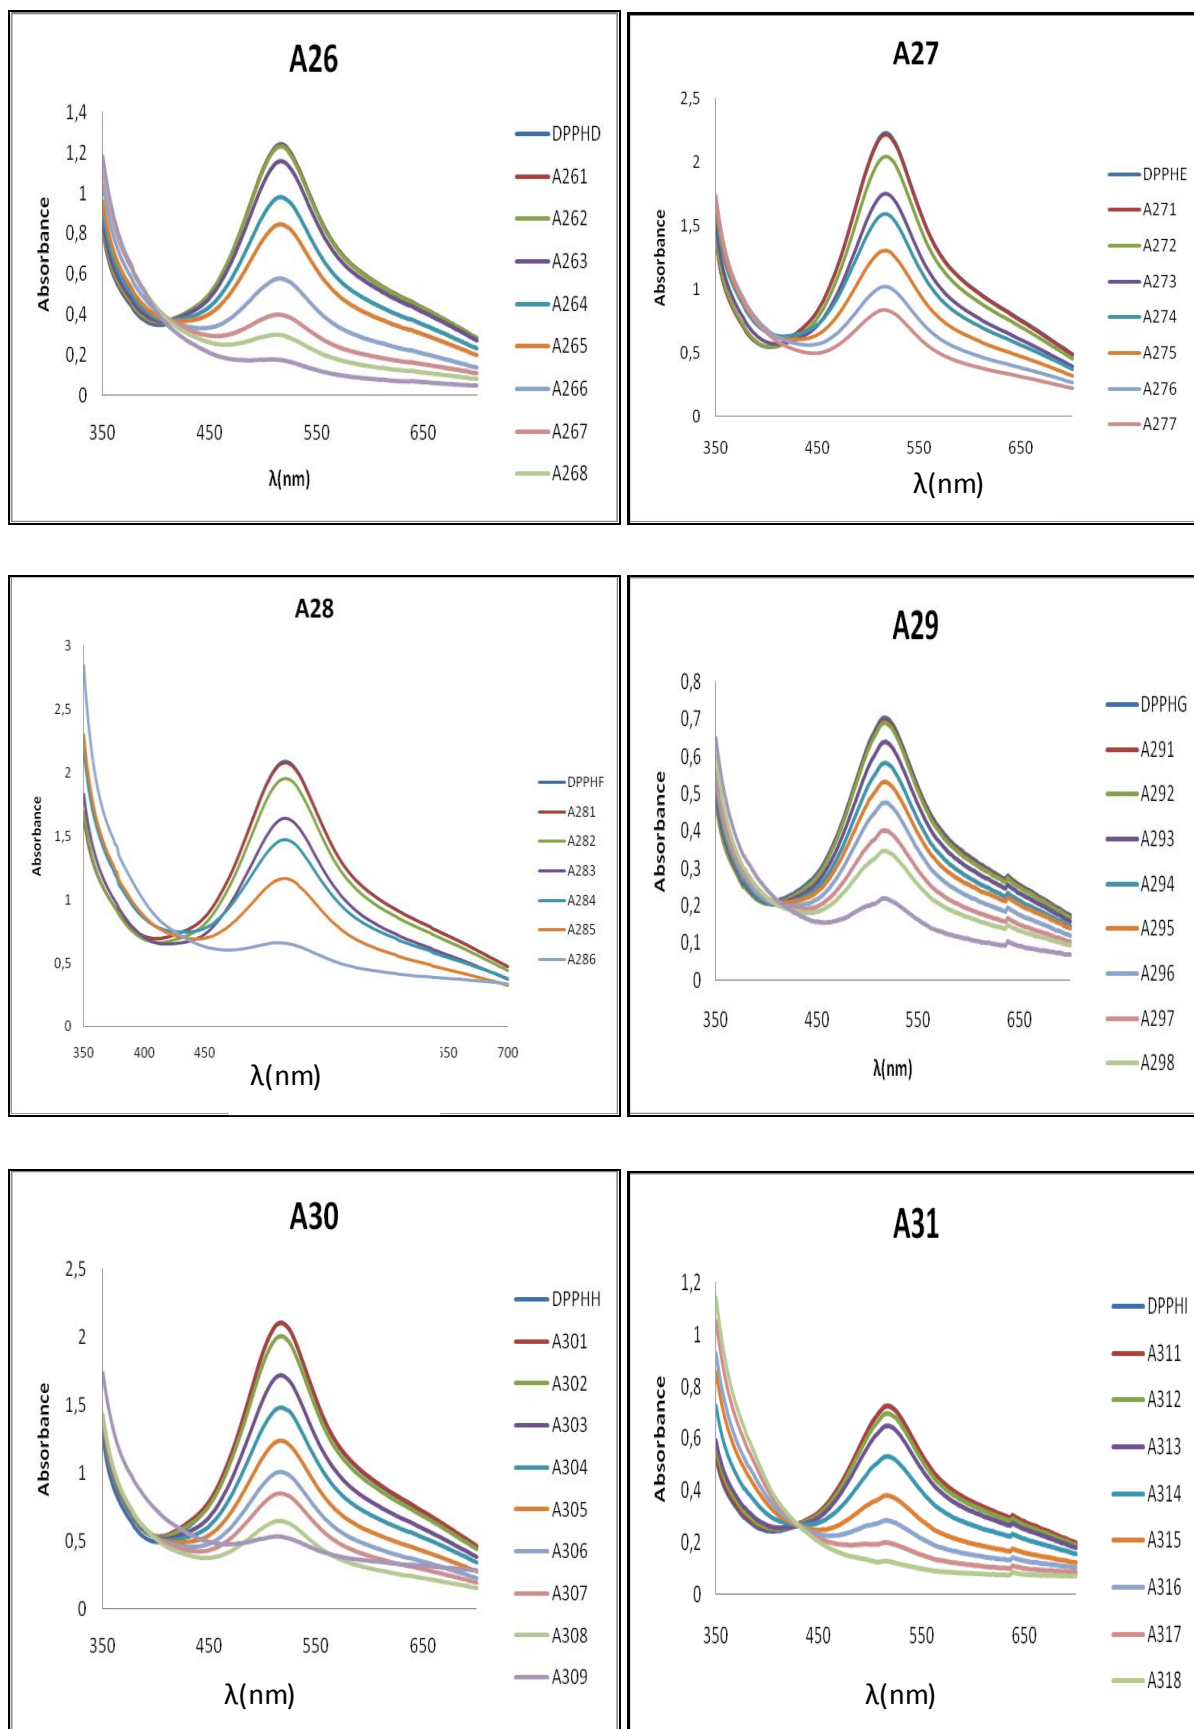 A26
1,4
1,2
1
0,8
0,6
0,4
0,2
0
Absorbance
350 450 550 650
λ(nm)
DPPHD
A261
A262
A263
A264
A265
A266
A267
A268
A27
2,5
2
1,5
1
0,5
0
Absorbance
350 450 550 650
λ(nm)
DPPHE
A271
A272
A273
A274
A275
A276
A277
A28
3
2,5
2
1,5
1
0,5
0
Absorbance
350 400 450 650 700
λ(nm)
DPPHF
A281
A282
A283
A284
A285
A286
A29
0,8
0,7
0,6
0,5
0,4
0,3
0,2
0,1
0
Absorbance
350 450 550 650
λ(nm)
DPPHG
A291
A292
A293
A294
A295
A296
A297
A298
A30
2,5
2
1,5
1
0,5
0
Absorbance
350 450 550 650
λ(nm)
DPPHH
A301
A302
A303
A304
A305
A306
A307
A308
A309
A31
1,2
1
0,8
0,6
0,4
0,2
0
Absorbance
350 450 550 650
λ(nm)
DPPHI
A311
A312
A313
A314
A315
A316
A317
A318